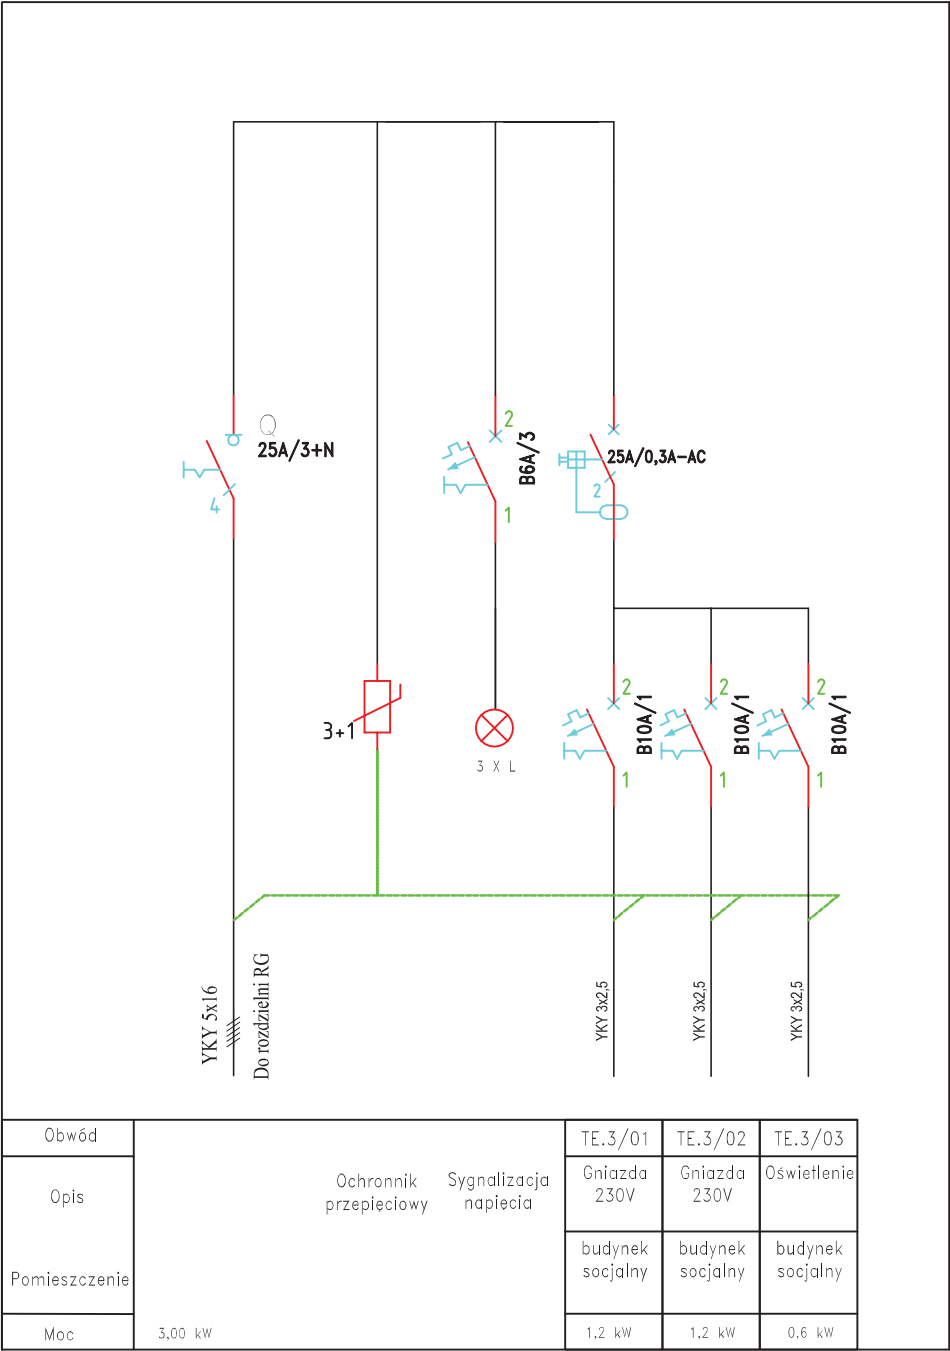 Q
25A/3+N
4
2
B6A/3
1
25A/0,3A-AC
2
3+1
3 X L
2
B10A/1
1
2
B10A/1
1
2
B10A/1
1
YKY 5x16
Do rozdzielni RG
YKY 3x2,5
YKY 3x2,5
YKY 3x2,5
Obwód
TE.3/01
TE.3/02
TE.3/03
Opis
Ochronnik
przepięciowy
Sygnalizacja
napięcia
Gniazda
230V
Gniazda
230V
Oświetlenie
Pomieszczenie
budynek
socjalny
budynek
socjalny
budynek
socjalny
Moc
3,00 kW
1,2 kW
1,2 kW
0,6 kW